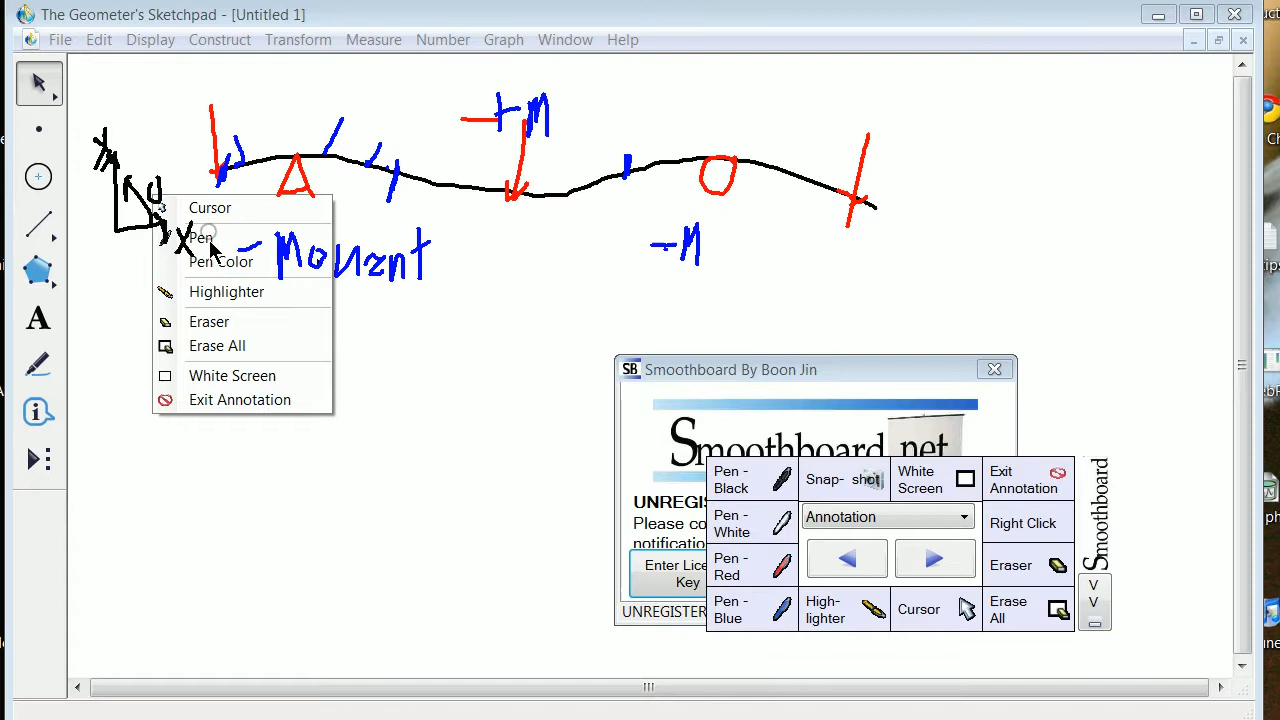 The Geometer's Sketchpad - [Untitled 1]
File Edit Display Construct Transform Measure Number Graph Window Help
+M
Y
X
- Moment
-M
Cursor
Pen
Pen Color
Highlighter
Eraser
Erase All
White Screen
Exit Annotation
A
SB Smoothboard By Boon Jin
Smoothboard.net
UNREGIS
Please co
notification
Enter Lice
Key
UNREGISTER
Pen - Black
Snap- shot
White Screen
Exit Annotation
Pen - White
Annotation
Right Click
Pen - Red
Eraser
Pen - Blue
High- lighter
Cursor
Erase All
Smoothboard
V
V